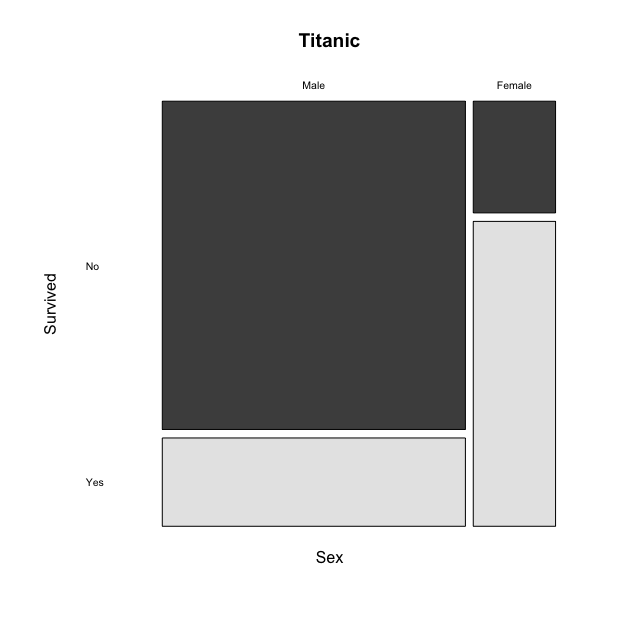 Titanic
Male Female
No
Survived
Yes
Sex